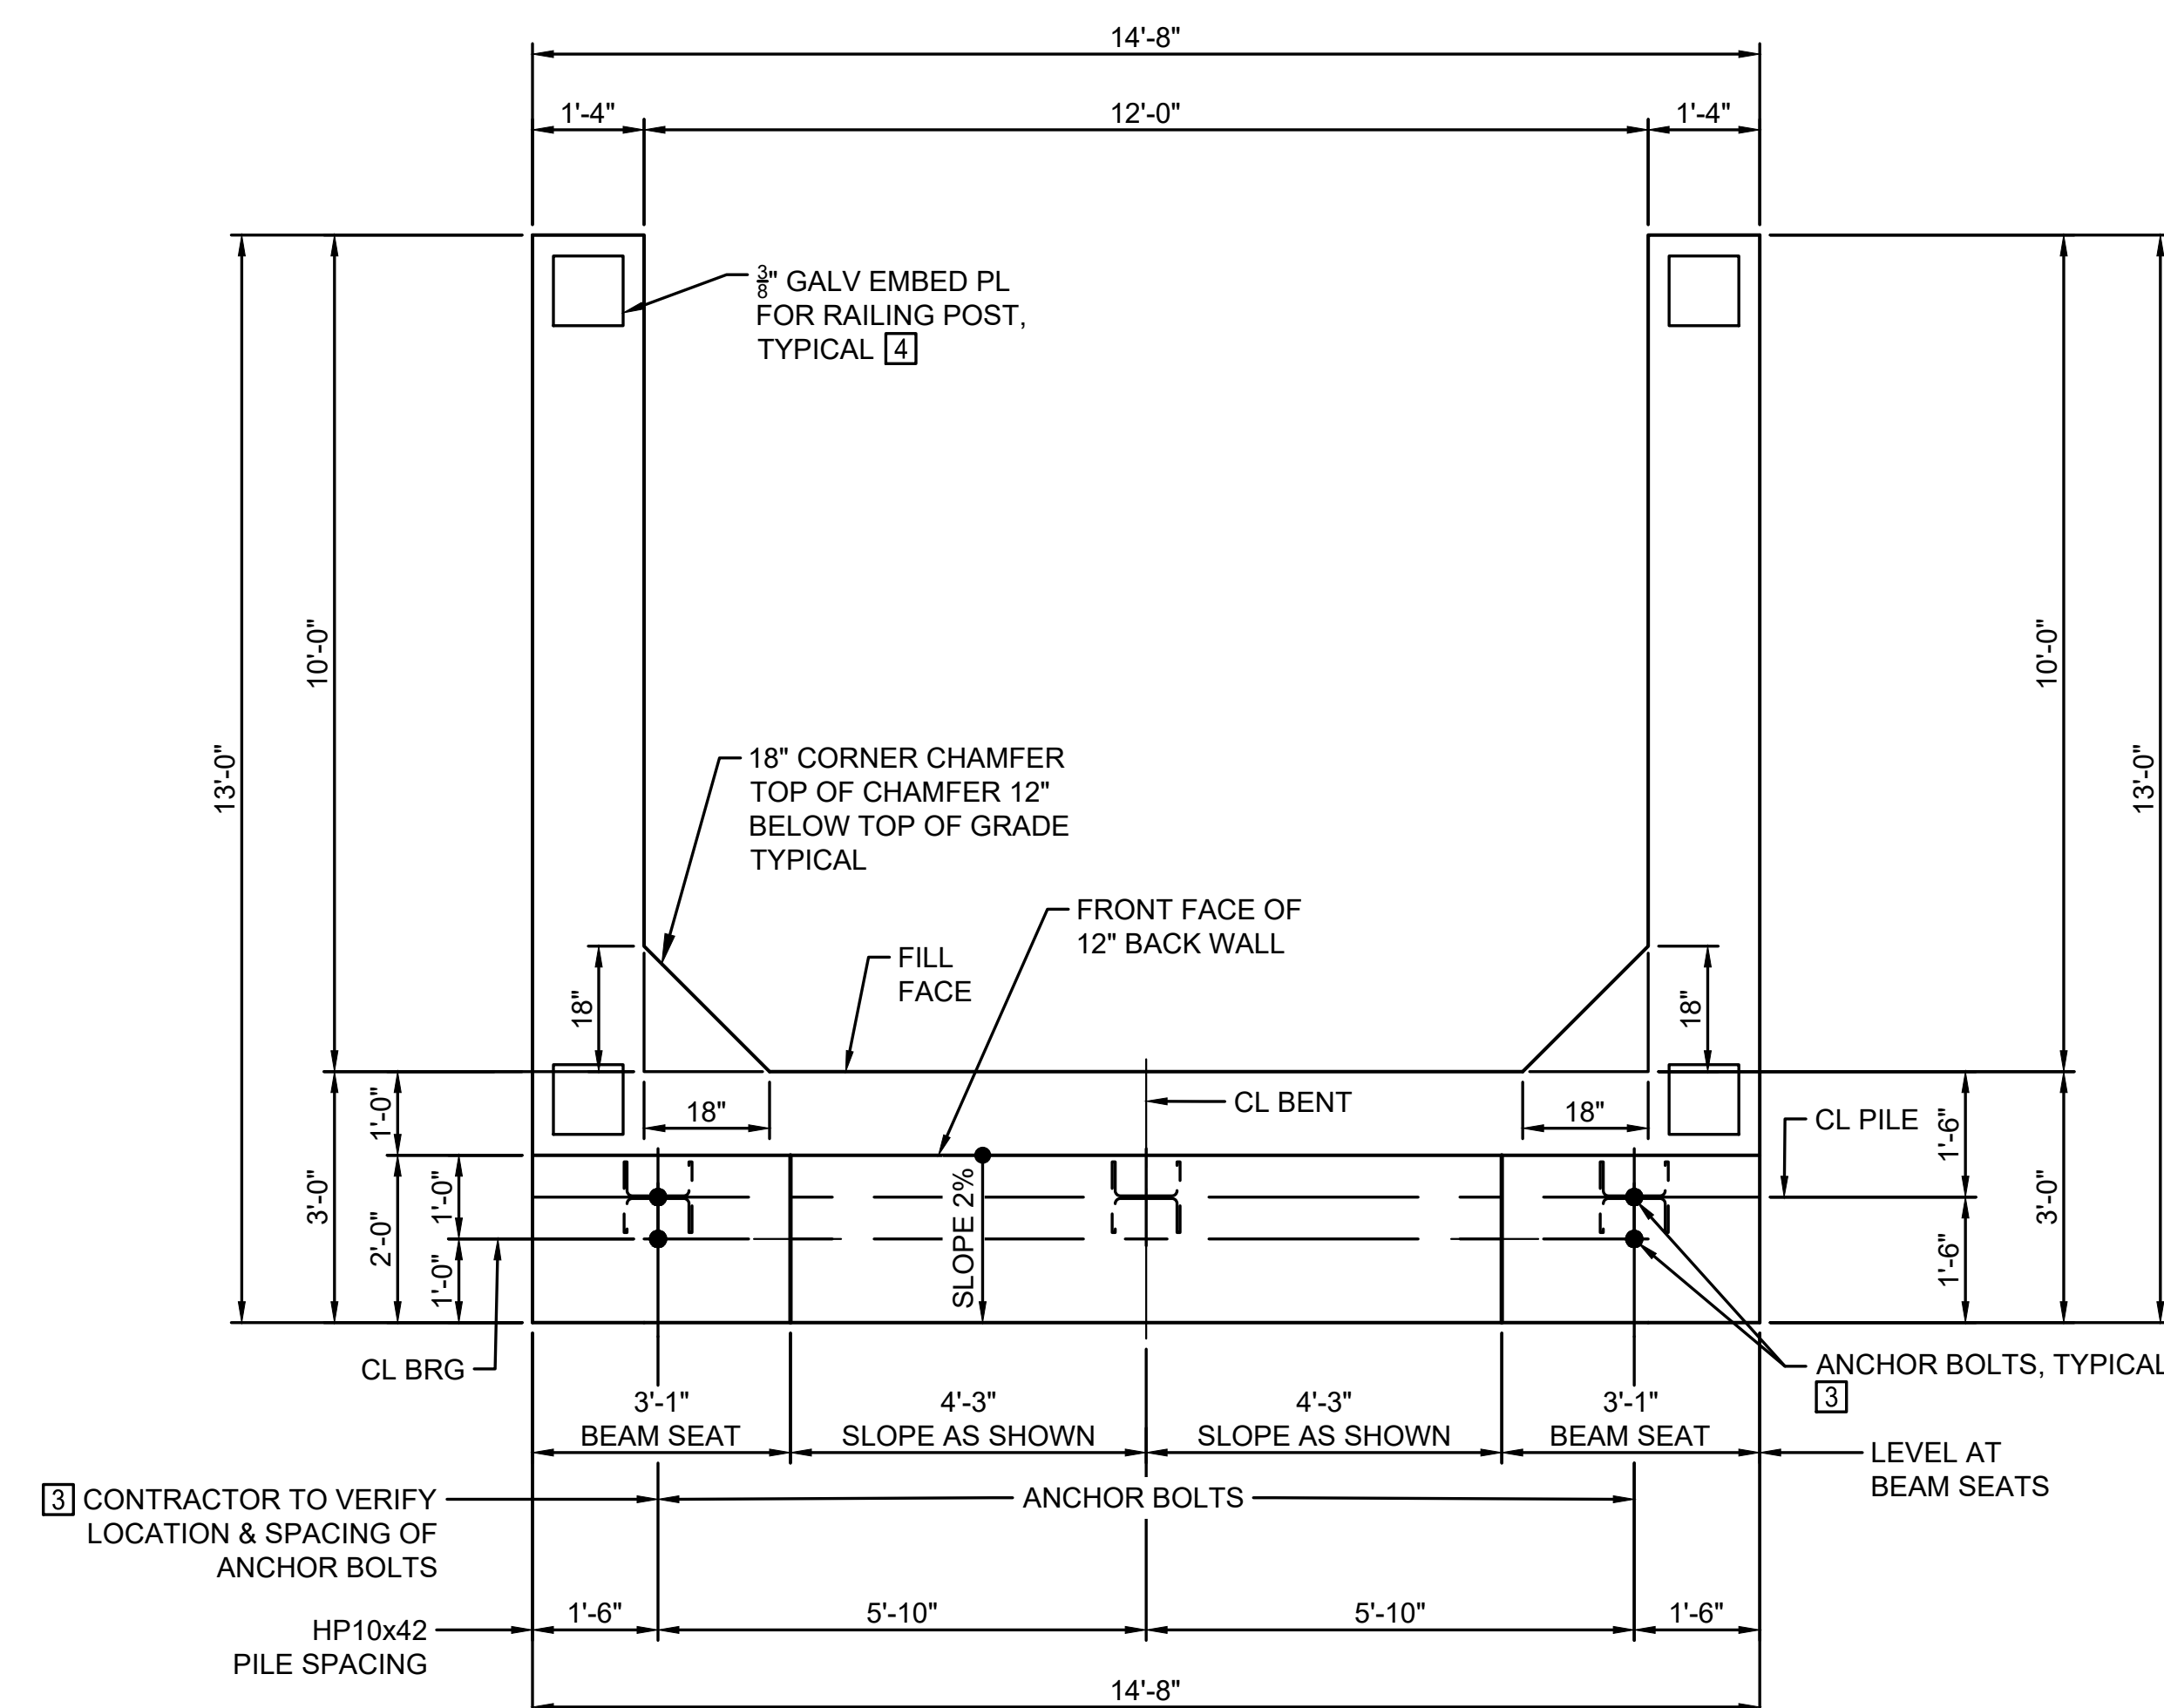 14'-8"
1'-4"
12'-0"
1'-4"
3/8" GALV EMBED PL
FOR RAILING POST,
TYPICAL 4
13'-0"
10'-0"
10'-0"
13'-0"
18" CORNER CHAMFER
TOP OF CHAMFER 12"
BELOW TOP OF GRADE
TYPICAL
FRONT FACE OF
12" BACK WALL
FILL
FACE
18"
18"
18"
18"
CL BENT
CL PILE
1'-0"
3'-0"
2'-0"
1'-0"
1'-0"
SLOPE 2%
1'-6"
1'-6"
3'-0"
CL BRG
ANCHOR BOLTS, TYPICAL
3
3'-1"
BEAM SEAT
4'-3"
SLOPE AS SHOWN
4'-3"
SLOPE AS SHOWN
3'-1"
BEAM SEAT
LEVEL AT
BEAM SEATS
3 CONTRACTOR TO VERIFY
LOCATION & SPACING OF
ANCHOR BOLTS
ANCHOR BOLTS
HP10x42
PILE SPACING
1'-6"
5'-10"
5'-10"
1'-6"
14'-8"